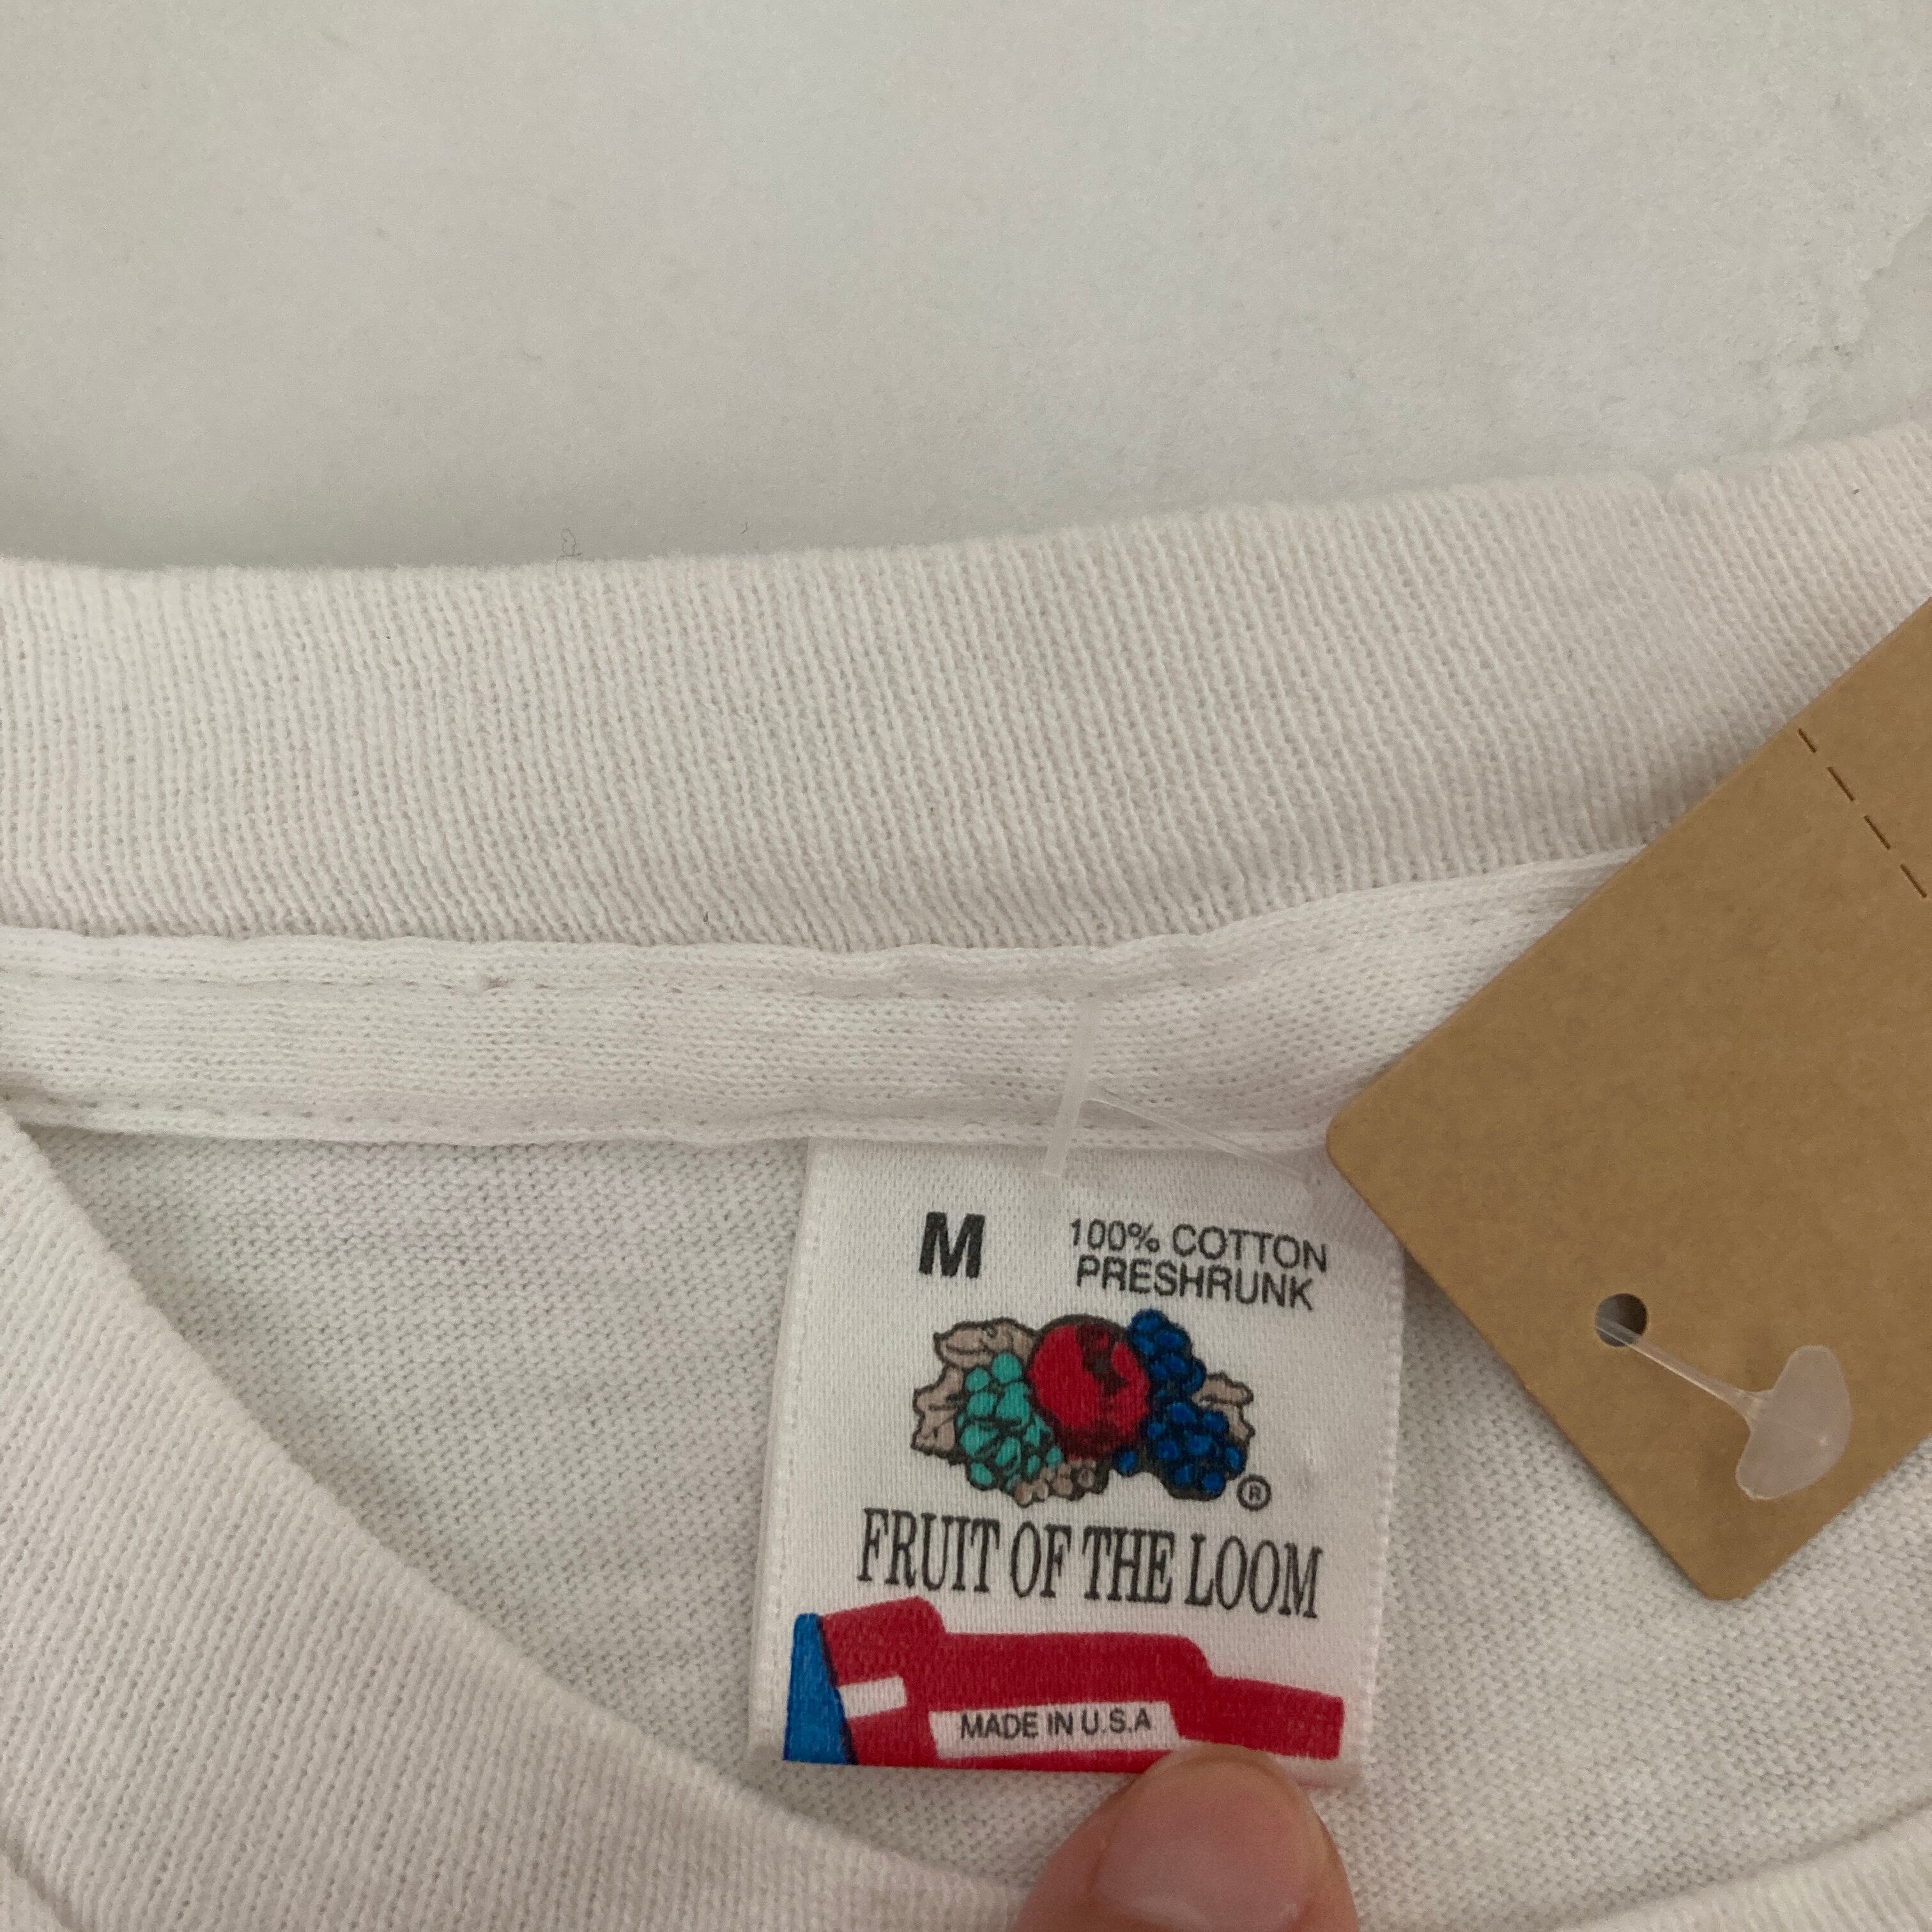 M
100% COTTON
PRESHRUNK
®
FRUIT OF THE LOOM
MADE IN U.S.A